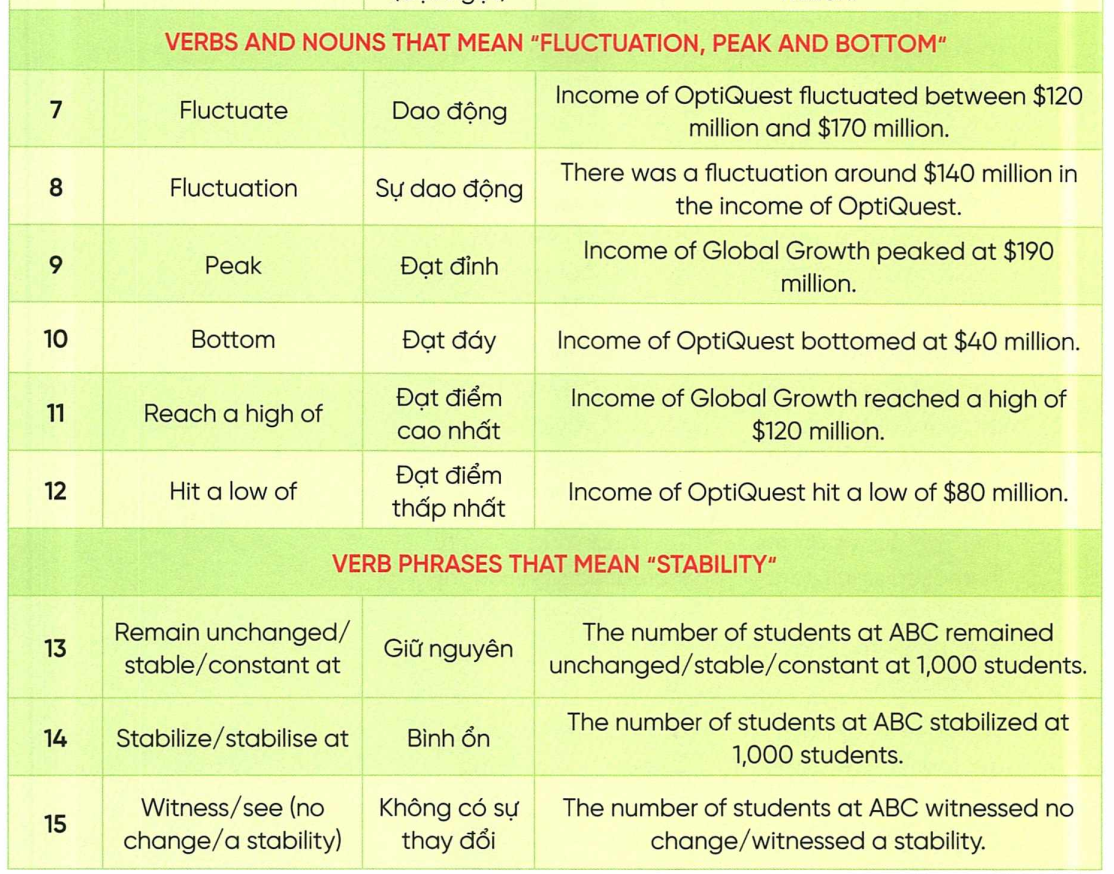 VERBS AND NOUNS THAT MEAN "FLUCTUATION, PEAK AND BOTTOM"
7
Fluctuate
Dao động
Income of OptiQuest fluctuated between $120
million and $170 million.
8
Fluctuation
Sự dao động
There was a fluctuation around $140 million in
the income of OptiQuest.
9
Peak
Đạt đỉnh
Income of Global Growth peaked at $190
million.
10
Bottom
Đạt đáy
Income of OptiQuest bottomed at $40 million.
11
Reach a high of
Đạt điểm
cao nhất
Income of Global Growth reached a high of
$120 million.
12
Hit a low of
Đạt điểm
thấp nhất
Income of OptiQuest hit a low of $80 million.
VERB PHRASES THAT MEAN "STABILITY"
13
Remain unchanged/
stable/constant at
Giữ nguyên
The number of students at ABC remained
unchanged/stable/constant at 1,000 students.
14
Stabilize/stabilise at
Bình ổn
The number of students at ABC stabilized at
1,000 students.
15
Witness/see (no
change/a stability)
Không có sự
thay đổi
The number of students at ABC witnessed no
change/witnessed a stability.